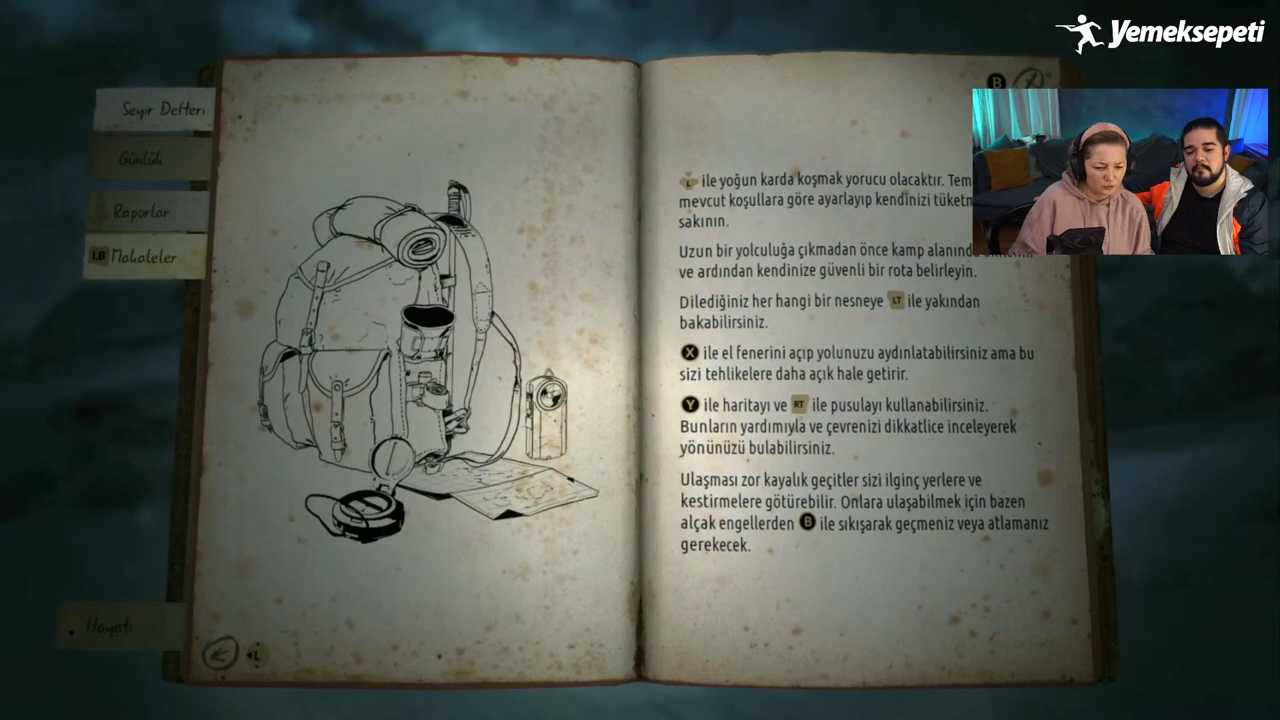 Yemeksepeti
Seyir Defteri
Günlük
Raporlar
LB Makaleler
Hayati
L
B
L ile yoğun karda koşmak yorucu olacaktır.
mevcut koşullara göre ayarlayıp kendinizi
sakının.
Uzun bir yolculuğa çıkmadan önce kamp
ve ardından kendinize güvenli bir rota belirleyin.
Dilediğiniz her hangi bir nesneye LT ile yakından
bakabilirsiniz.
X ile el fenerini açıp yolunuzu aydınlatabilirsiniz ama bu
sizi tehlikelere daha açık hale getirir.
Y ile haritayı ve RT ile pusulayı kullanabilirsiniz.
Bunların yardımıyla ve çevrenizi dikkatlice inceleyerek
yönünüzü bulabilirsiniz.
Ulaşması zor kayalık geçitler sizi ilginç yerlere ve
kestirmelere götürebilir. Onlara ulaşabilmek için bazen
alçak engellerden B ile sıkışarak geçmeniz veya atlamanız
gerekecek.